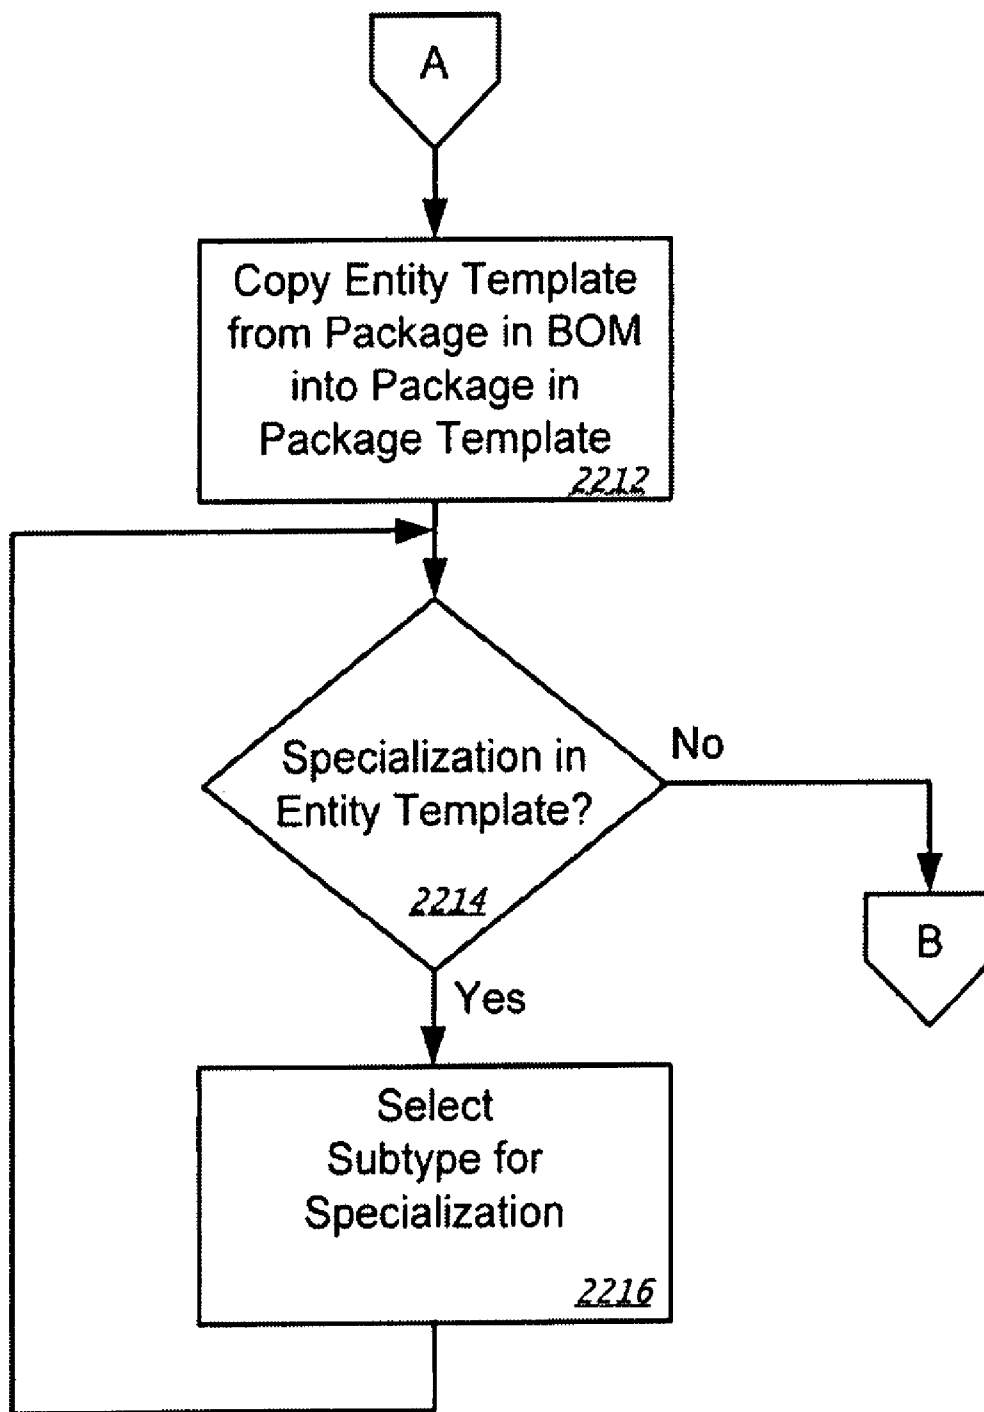 A
Copy Entity Template
from Package in BOM
into Package in
Package Template
2212
Specialization in
Entity Template?
2214
No
B
Yes
Select
Subtype for
Specialization
2216